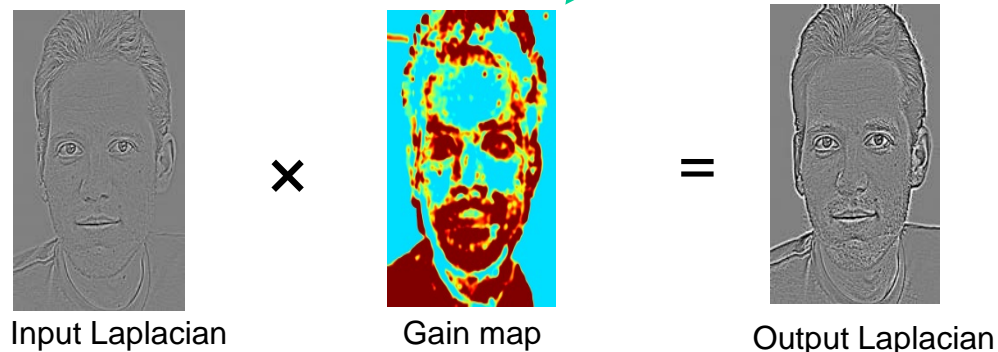 ×
=
Input Laplacian
Gain map
Output Laplacian